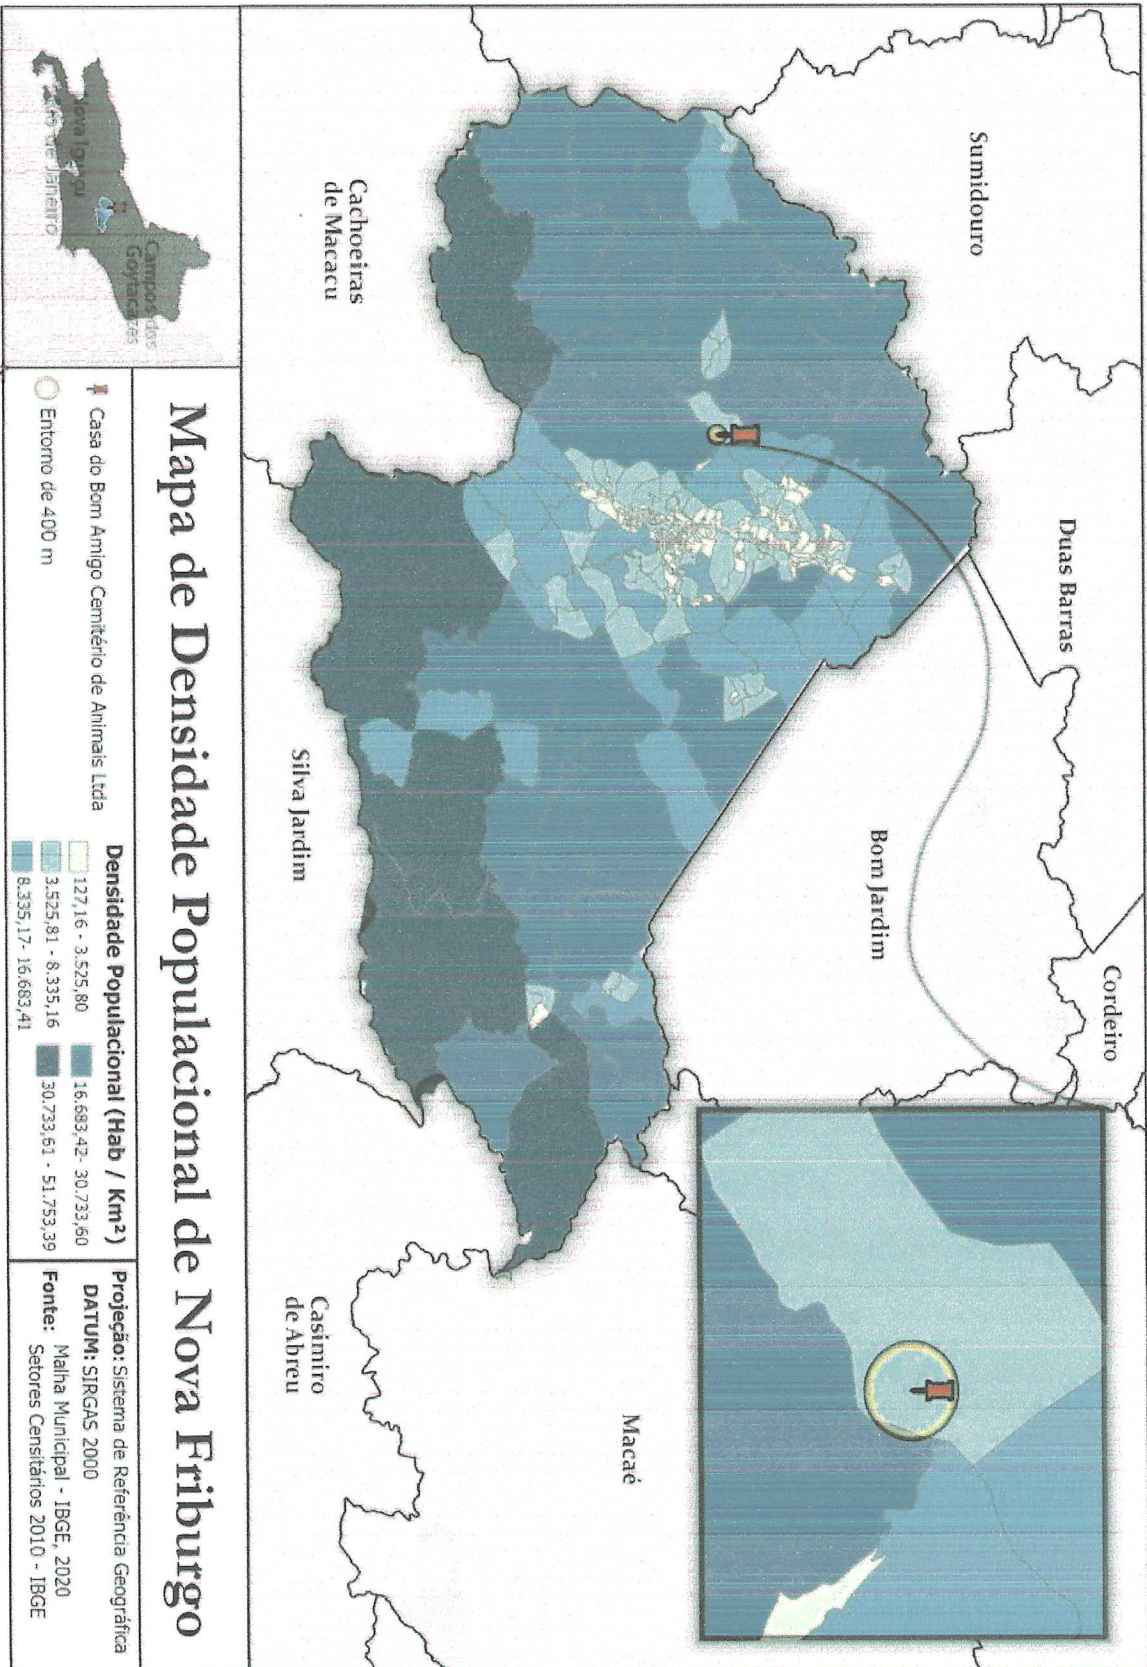 Sumidouro
Duas Barras
Cordeiro
Bom Jardim
Macaé
Cachoeiras
de Macacu
Silva Jardim
Casimiro
de Abreu
Mapa de Densidade Populacional de Nova Friburgo
Campos dos
Goytacazes
Nova Iguaçu
Rio de Janeiro
Casa do Bom Amigo Cemitério de Animais Ltda
Entorno de 400 m
Densidade Populacional (Hab / Km²)
127,16 - 3.525,80
3.525,81 - 8.335,16
8.335,17- 16.683,41
16.683,42- 30.733,60
30.733,61 - 51.753,39
Projeção: Sistema de Referência Geográfica
DATUM: SIRGAS 2000
Fonte: Malha Municipal - IBGE, 2020
Setores Censitários 2010 - IBGE